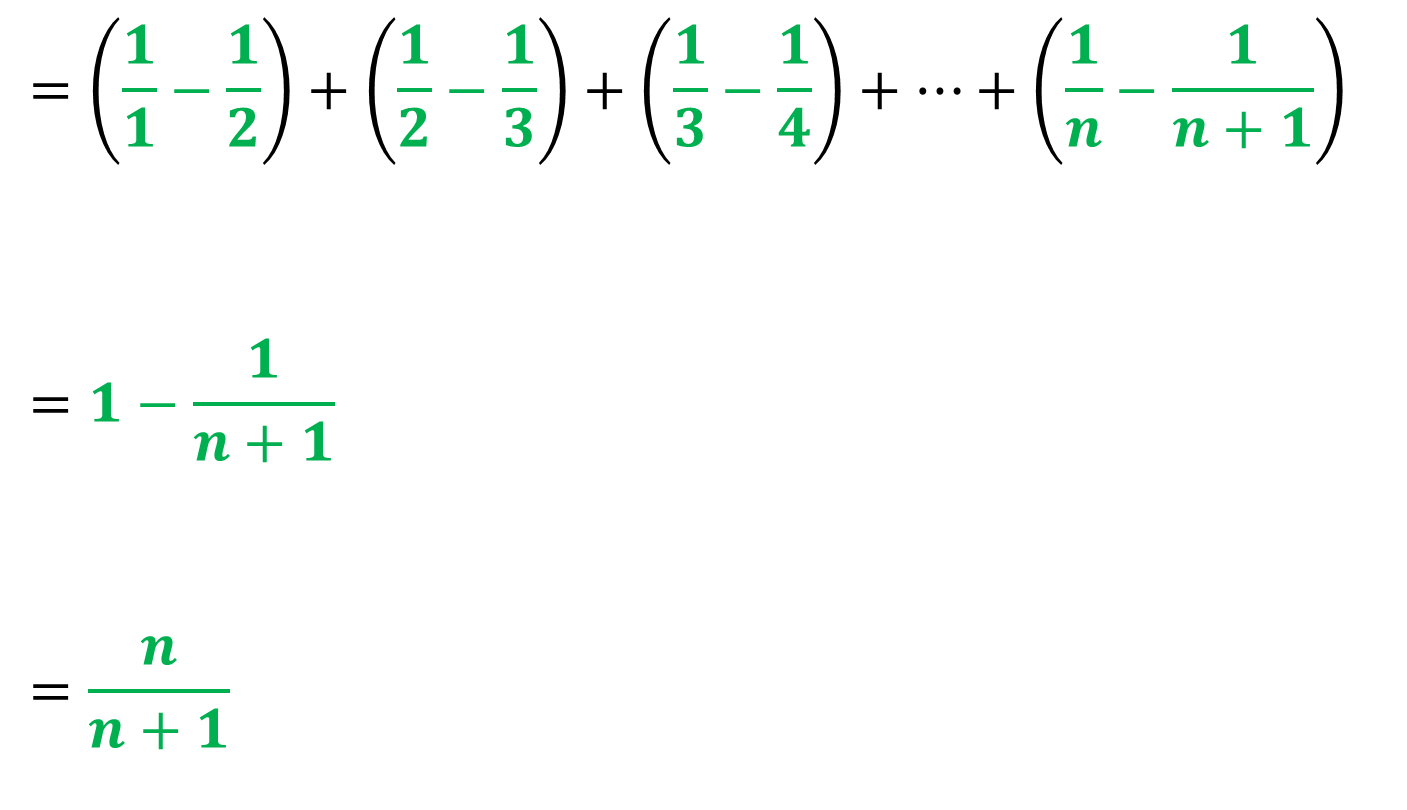 = (1/1 − 1/2) + (1/2 − 1/3) + (1/3 − 1/4) + ⋯ + (1/n − 1/(n + 1))
= 1 − 1/(n + 1)
= n/(n + 1)